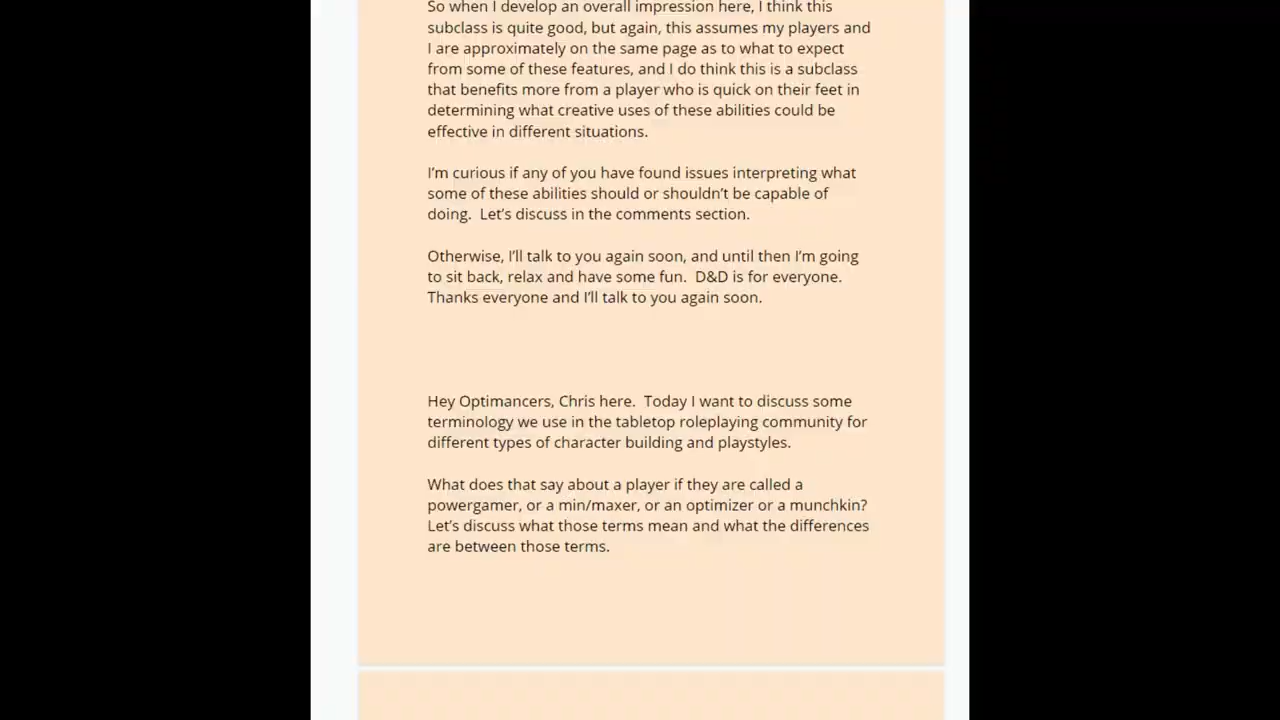 So when I develop an overall impression here, I think this
subclass is quite good, but again, this assumes my players and
I are approximately on the same page as to what to expect
from some of these features, and I do think this is a subclass
that benefits more from a player who is quick on their feet in
determining what creative uses of these abilities could be
effective in different situations.
I’m curious if any of you have found issues interpreting what
some of these abilities should or shouldn’t be capable of
doing.  Let’s discuss in the comments section.
Otherwise, I’ll talk to you again soon, and until then I’m going
to sit back, relax and have some fun.  D&D is for everyone.
Thanks everyone and I’ll talk to you again soon.
Hey Optimancers, Chris here.  Today I want to discuss some
terminology we use in the tabletop roleplaying community for
different types of character building and playstyles.
What does that say about a player if they are called a
powergamer, or a min/maxer, or an optimizer or a munchkin?
Let’s discuss what those terms mean and what the differences
are between those terms.